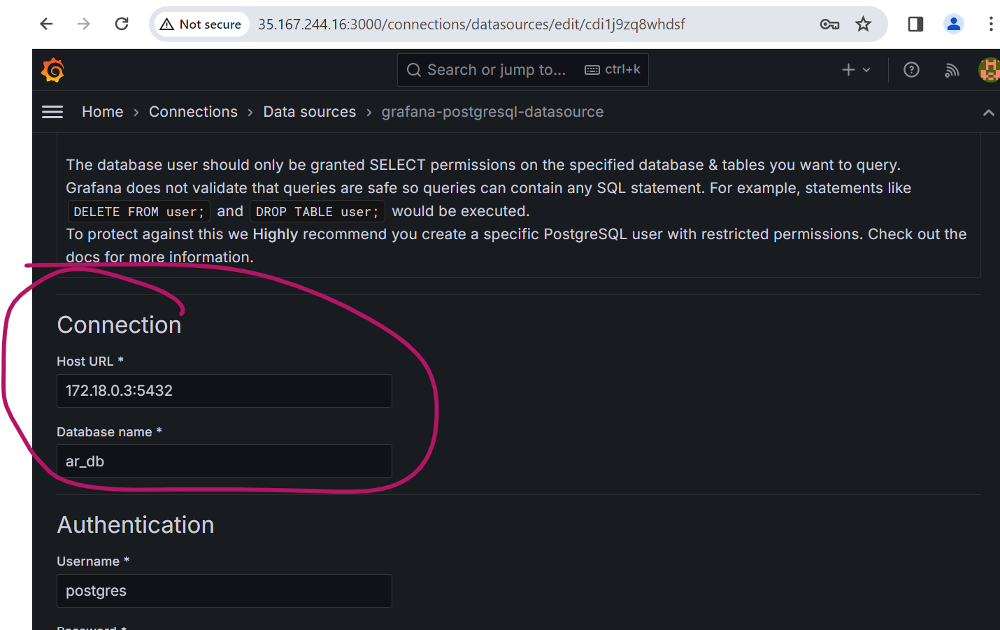 Not secure 35.167.244.16:3000/connections/datasources/edit/cdi1j9zq8whdsf
Search or jump to... ctrl+k
Home › Connections › Data sources › grafana-postgresql-datasource
The database user should only be granted SELECT permissions on the specified database & tables you want to query.
Grafana does not validate that queries are safe so queries can contain any SQL statement. For example, statements like
DELETE FROM user; and DROP TABLE user; would be executed.
To protect against this we Highly recommend you create a specific PostgreSQL user with restricted permissions. Check out the
docs for more information.
Connection
Host URL *
172.18.0.3:5432
Database name *
ar_db
Authentication
Username *
postgres
Password *